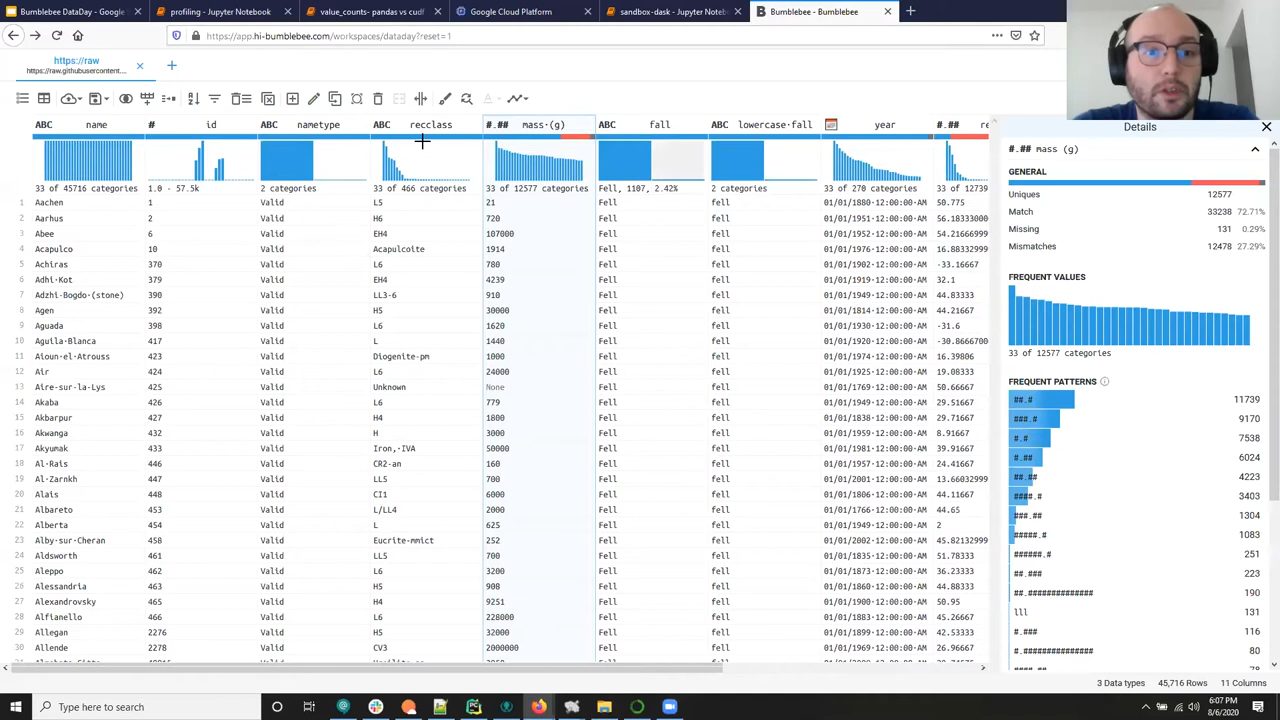 Bumblebee DataDay - Google
profiling - Jupyter Notebook
value_counts- pandas vs cudf
Google Cloud Platform
sandbox-dask - Jupyter Notebo
Bumblebee - Bumblebee
https://app.hi-bumblebee.com/workspaces/dataday?reset=1
https://raw
https://raw.githubusercontent....
ABC name # id ABC nametype ABC recclass #.## mass·(g) ABC fall ABC lowercase·fall year #.## re
33 of 45716 categories 1.0 - 57.5k 2 categories 33 of 466 categories 33 of 12577 categories Fell, 1107, 2.42% 2 categories 33 of 270 categories 33 of 12739
1 Aachen 1 Valid L5 21 Fell fell 01/01/1880·12:00:00·AM 50.775
2 Aarhus 2 Valid H6 720 Fell fell 01/01/1951·12:00:00·AM 56.183330000
3 Abee 6 Valid EH4 107000 Fell fell 01/01/1952·12:00:00·AM 54.21666999
4 Acapulco 10 Valid Acapulcoite 1914 Fell fell 01/01/1976·12:00:00·AM 16.88332999
5 Achiras 370 Valid L6 780 Fell fell 01/01/1902·12:00:00·AM -33.16667
6 Adhi·Kot 379 Valid EH4 4239 Fell fell 01/01/1919·12:00:00·AM 32.1
7 Adzhi-Bogdo·(stone) 390 Valid LL3-6 910 Fell fell 01/01/1949·12:00:00·AM 44.83333
8 Agen 392 Valid H5 30000 Fell fell 01/01/1814·12:00:00·AM 44.21667
9 Aguada 398 Valid L6 1620 Fell fell 01/01/1930·12:00:00·AM -31.6
10 Aguila·Blanca 417 Valid L 1440 Fell fell 01/01/1920·12:00:00·AM -30.8666700
11 Aioun·el·Atrouss 423 Valid Diogenite-pm 1000 Fell fell 01/01/1974·12:00:00·AM 16.39806
12 Air 424 Valid L6 24000 Fell fell 01/01/1925·12:00:00·AM 19.08333
13 Aire-sur-la-Lys 425 Valid Unknown None Fell fell 01/01/1769·12:00:00·AM 50.66667
14 Akaba 426 Valid L6 779 Fell fell 01/01/1949·12:00:00·AM 29.51667
15 Akbarpur 427 Valid H4 1800 Fell fell 01/01/1838·12:00:00·AM 29.71667
16 Akwanga 432 Valid H 3000 Fell fell 01/01/1959·12:00:00·AM 8.91667
17 Akyumak 433 Valid Iron,·IVA 50000 Fell fell 01/01/1981·12:00:00·AM 39.91667
18 Al·Rais 446 Valid CR2-an 160 Fell fell 01/01/1957·12:00:00·AM 24.41667
19 Al·Zarnkh 447 Valid LL5 700 Fell fell 01/01/2001·12:00:00·AM 13.66032999
20 Alais 448 Valid CI1 6000 Fell fell 01/01/1806·12:00:00·AM 44.11667
21 Albareto 453 Valid L/LL4 2000 Fell fell 01/01/1766·12:00:00·AM 44.65
22 Alberta 454 Valid L 625 Fell fell 01/01/1949·12:00:00·AM 2
23 Alby·sur·Cheran 458 Valid Eucrite-mmict 252 Fell fell 01/01/2002·12:00:00·AM 45.82132999
24 Aldsworth 461 Valid LL5 700 Fell fell 01/01/1835·12:00:00·AM 51.78333
25 Aleppo 462 Valid L6 3200 Fell fell 01/01/1873·12:00:00·AM 36.23333
26 Alessandria 463 Valid H5 908 Fell fell 01/01/1860·12:00:00·AM 44.88333
27 Alexandrovsky 465 Valid H4 9251 Fell fell 01/01/1900·12:00:00·AM 50.95
28 Alfianello 466 Valid L6 228000 Fell fell 01/01/1883·12:00:00·AM 45.26667
29 Allegan 2276 Valid H5 32000 Fell fell 01/01/1899·12:00:00·AM 42.53333
30 Allende 2278 Valid CV3 2000000 Fell fell 01/01/1969·12:00:00·AM 26.96667
Details
#.## mass (g)
GENERAL
Uniques 12577
Match 33238 72.71%
Missing 131 0.29%
Mismatches 12478 27.29%
FREQUENT VALUES
33 of 12577 categories
FREQUENT PATTERNS
##.# 11739
###.# 9170
#.# 7538
#.## 6024
##.## 4223
####.# 3403
###.## 1304
#####.# 1083
######.# 251
##.### 223
##.############## 190
lll 131
#.### 116
#.############### 80
####.## 78
3 Data types 45,716 Rows 11 Columns
Type here to search
6:07 PM
8/6/2020